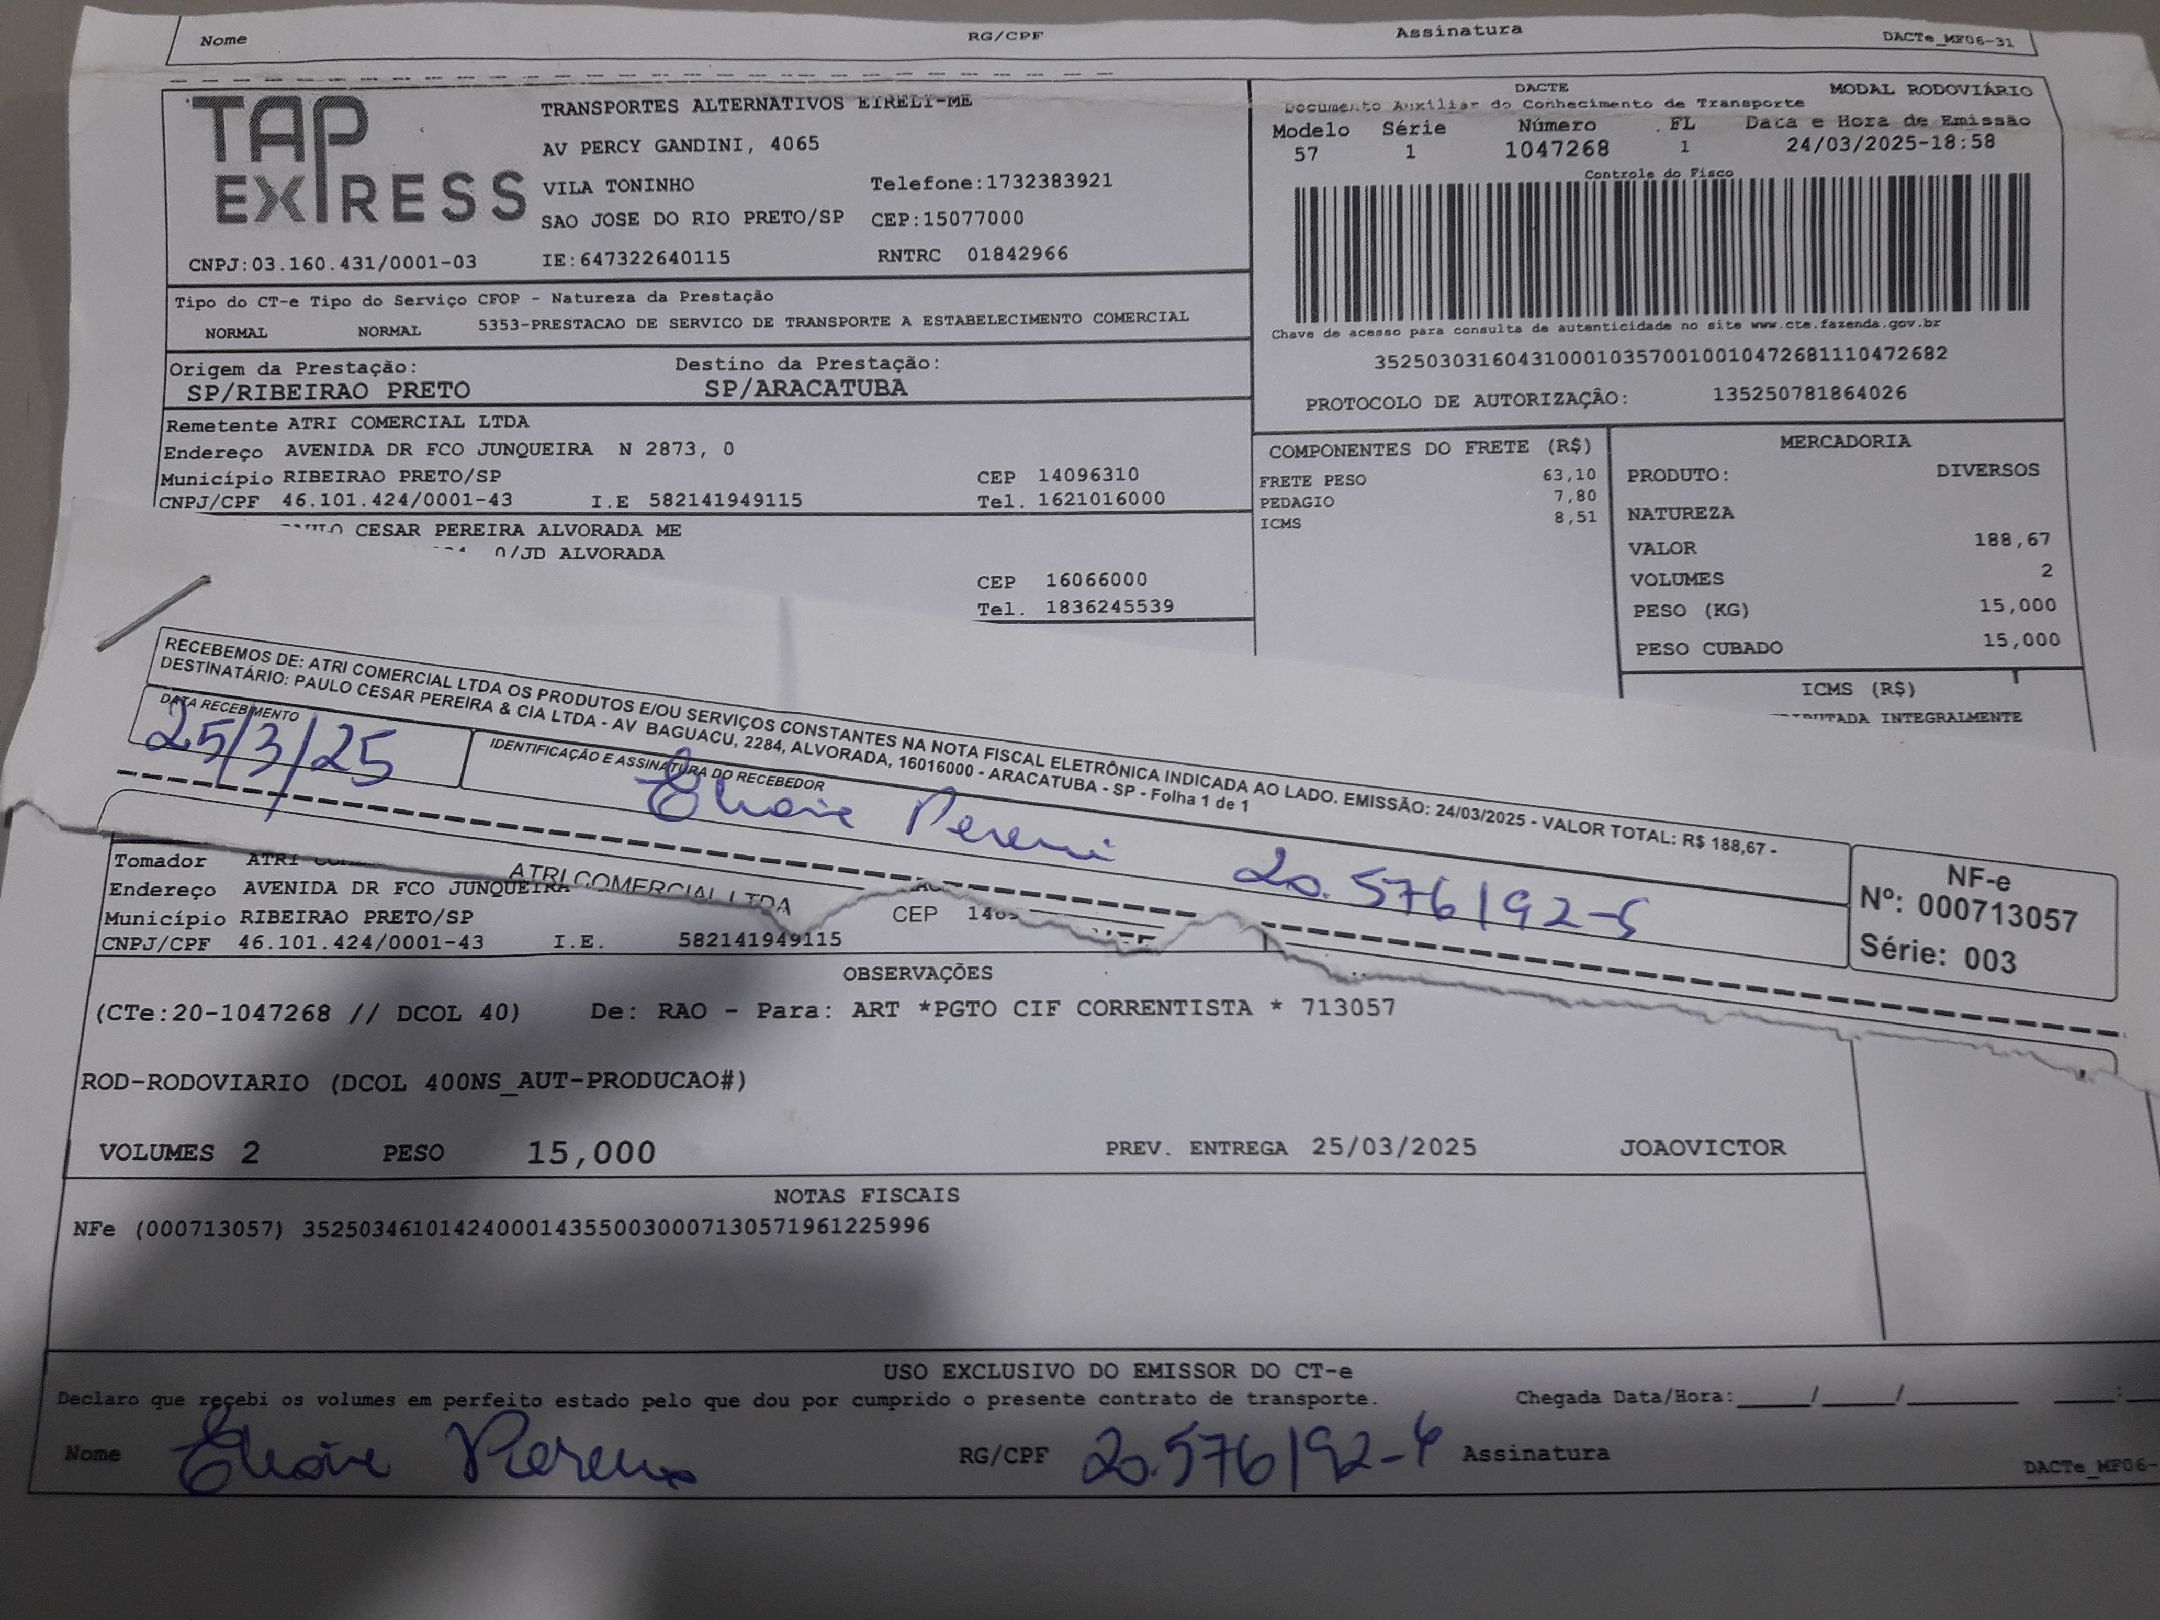 Nome RG/CPF Assinatura DACTe_MF06-31
TAP EXPRESS
TRANSPORTES ALTERNATIVOS EIRELI-ME
AV PERCY GANDINI, 4065
VILA TONINHO Telefone:1732383921
SAO JOSE DO RIO PRETO/SP CEP:15077000
CNPJ:03.160.431/0001-03 IE:647322640115 RNTRC 01842966
DACTE MODAL RODOVIÁRIO
Documento Auxiliar do Conhecimento de Transporte
Modelo Série Número FL Data e Hora de Emissão
57 1 1047268 1 24/03/2025-18:58
Controle do Fisco
Chave de acesso para consulta de autenticidade no site www.cte.fazenda.gov.br
35250303160431000103570010010472681110472682
PROTOCOLO DE AUTORIZAÇÃO: 135250781864026
Tipo do CT-e Tipo do Serviço CFOP - Natureza da Prestação
NORMAL NORMAL 5353-PRESTACAO DE SERVICO DE TRANSPORTE A ESTABELECIMENTO COMERCIAL
Origem da Prestação: Destino da Prestação:
SP/RIBEIRAO PRETO SP/ARACATUBA
Remetente ATRI COMERCIAL LTDA
Endereço AVENIDA DR FCO JUNQUEIRA N 2873, 0
Município RIBEIRAO PRETO/SP CEP 14096310
CNPJ/CPF 46.101.424/0001-43 I.E 582141949115 Tel. 1621016000
CESAR PEREIRA ALVORADA ME
0/JD ALVORADA
CEP 16066000
Tel. 1836245539
COMPONENTES DO FRETE (R$)
FRETE PESO 63,10
PEDAGIO 7,80
ICMS 8,51
MERCADORIA
PRODUTO: DIVERSOS
NATUREZA
VALOR 188,67
VOLUMES 2
PESO (KG) 15,000
PESO CUBADO 15,000
ICMS (R$)
INTEGRALMENTE
RECEBEMOS DE: ATRI COMERCIAL LTDA OS PRODUTOS E/OU SERVIÇOS CONSTANTES NA NOTA FISCAL ELETRÔNICA INDICADA AO LADO. EMISSÃO: 24/03/2025 - VALOR TOTAL: R$ 188,67 -
DESTINATÁRIO: PAULO CESAR PEREIRA & CIA LTDA - AV BAGUACU, 2284, ALVORADA, 16016000 - ARACATUBA - SP - Folha 1 de 1
DATA RECEBIMENTO IDENTIFICAÇÃO E ASSINATURA DO RECEBEDOR
25/3/25 20.576192-5
NF-e
Nº: 000713057
Série: 003
ATRI COMERCIAL LTDA
Tomador ATRI
Endereço AVENIDA DR FCO JUNQUEIRA
Município RIBEIRAO PRETO/SP CEP
CNPJ/CPF 46.101.424/0001-43 I.E. 582141949115
OBSERVAÇÕES
(CTe:20-1047268 // DCOL 40) De: RAO - Para: ART *PGTO CIF CORRENTISTA * 713057
ROD-RODOVIARIO (DCOL 400NS_AUT-PRODUCAO#)
VOLUMES 2 PESO 15,000 PREV. ENTREGA 25/03/2025 JOAOVICTOR
NOTAS FISCAIS
NFe (000713057) 35250346101424000143550030007130571961225996
USO EXCLUSIVO DO EMISSOR DO CT-e
Declaro que recebi os volumes em perfeito estado pelo que dou por cumprido o presente contrato de transporte. Chegada Data/Hora:____/____/______ ____:
Nome RG/CPF Assinatura DACTe_MF06-